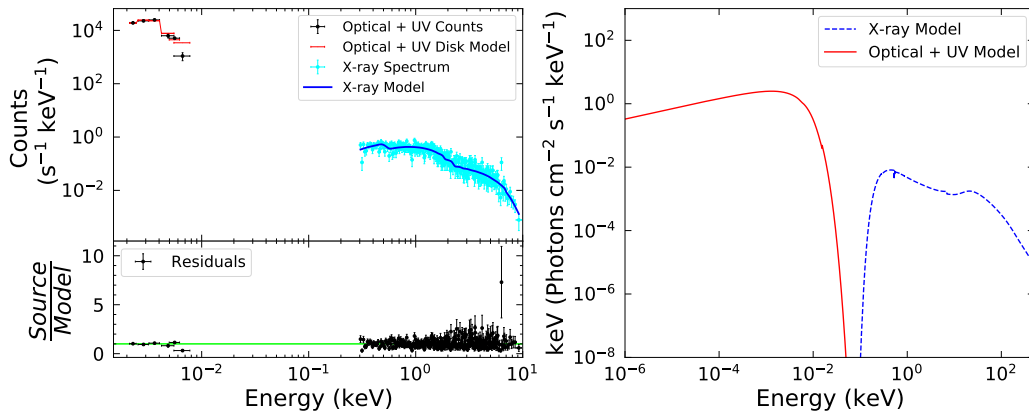 Counts
(s⁻¹ keV⁻¹)
10⁴
10²
10⁰
10⁻²
Optical + UV Counts
Optical + UV Disk Model
X-ray Spectrum
X-ray Model
Source
Model
10
5
0
Residuals
10⁻²
10⁻¹
10⁰
10¹
Energy (keV)
keV (Photons cm⁻² s⁻¹ keV⁻¹)
10²
10⁰
10⁻²
10⁻⁴
10⁻⁶
10⁻⁸
X-ray Model
Optical + UV Model
10⁻⁶
10⁻⁴
10⁻²
10⁰
10²
Energy (keV)